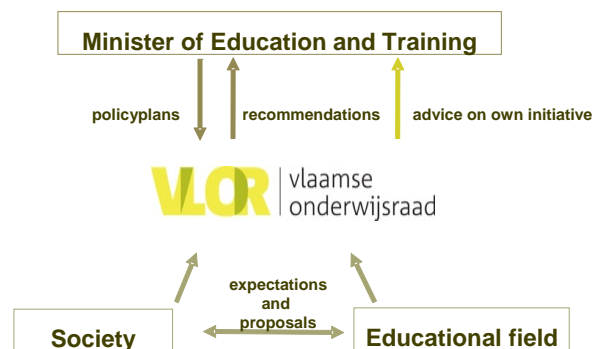 Minister of Education and Training
policyplans
recommendations
advice on own initiative
VLOR
vlaamse
onderwijsraad
expectations
and
proposals
Society
Educational field